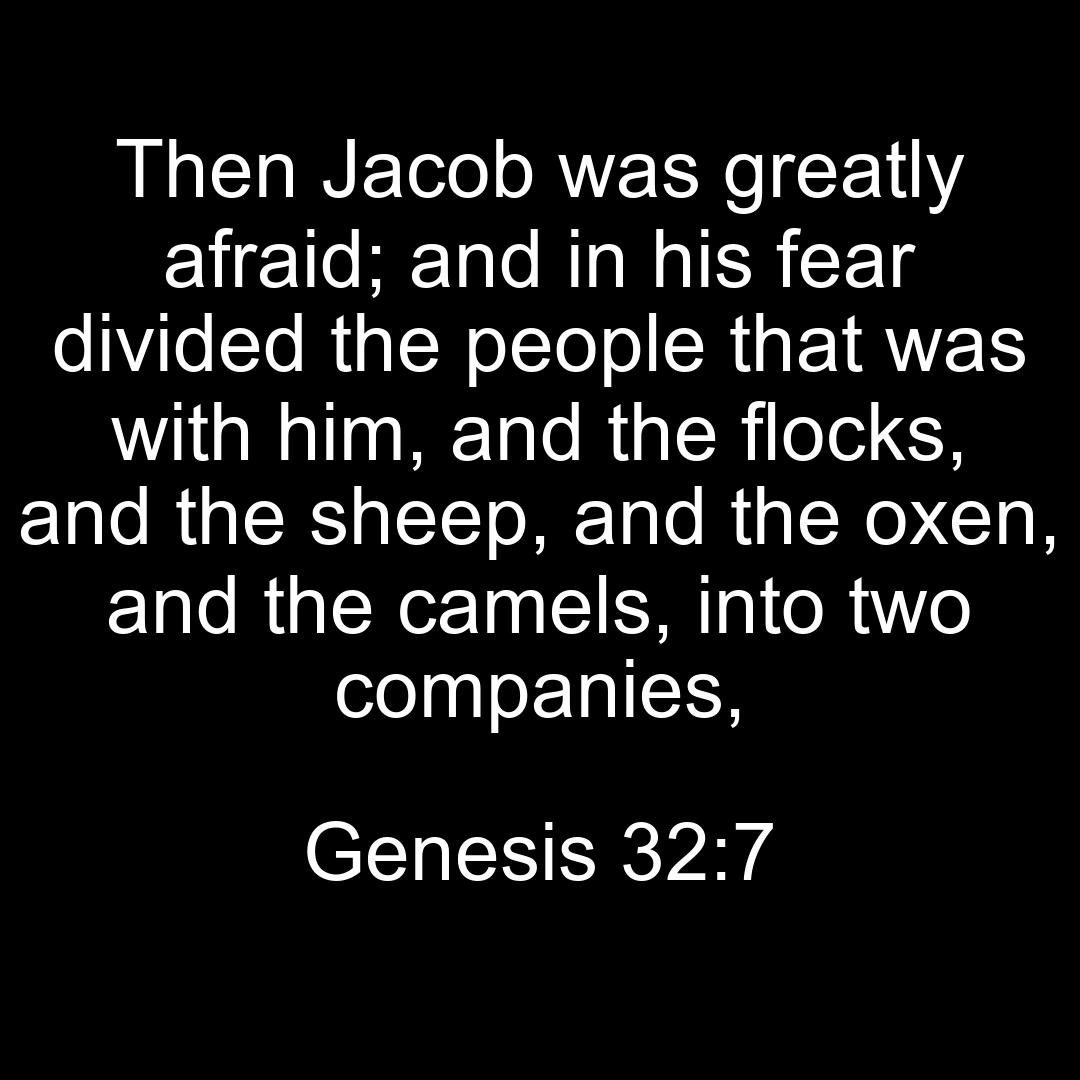 Then Jacob was greatly
afraid; and in his fear
divided the people that was
with him, and the flocks,
and the sheep, and the oxen,
and the camels, into two
companies,
Genesis 32:7